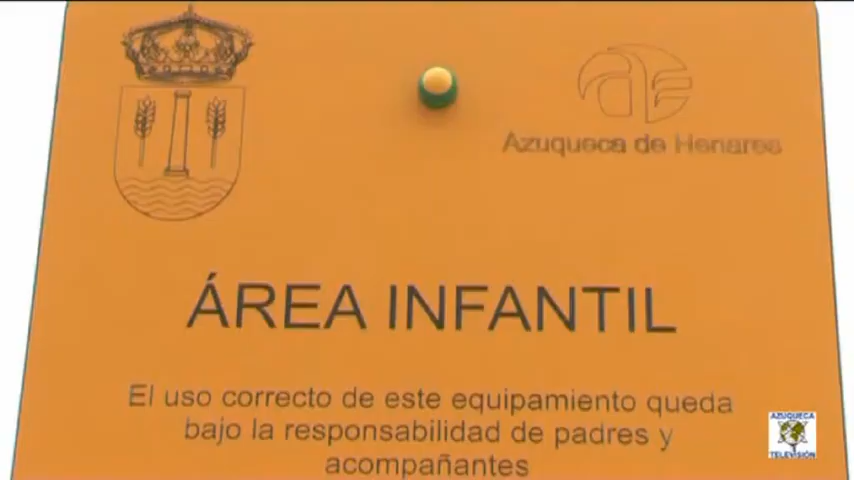 Azuqueca de Henares
ÁREA INFANTIL
El uso correcto de este equipamiento queda
bajo la responsabilidad de padres y
acompañantes
AZUQUECA
TELEVISIÓN